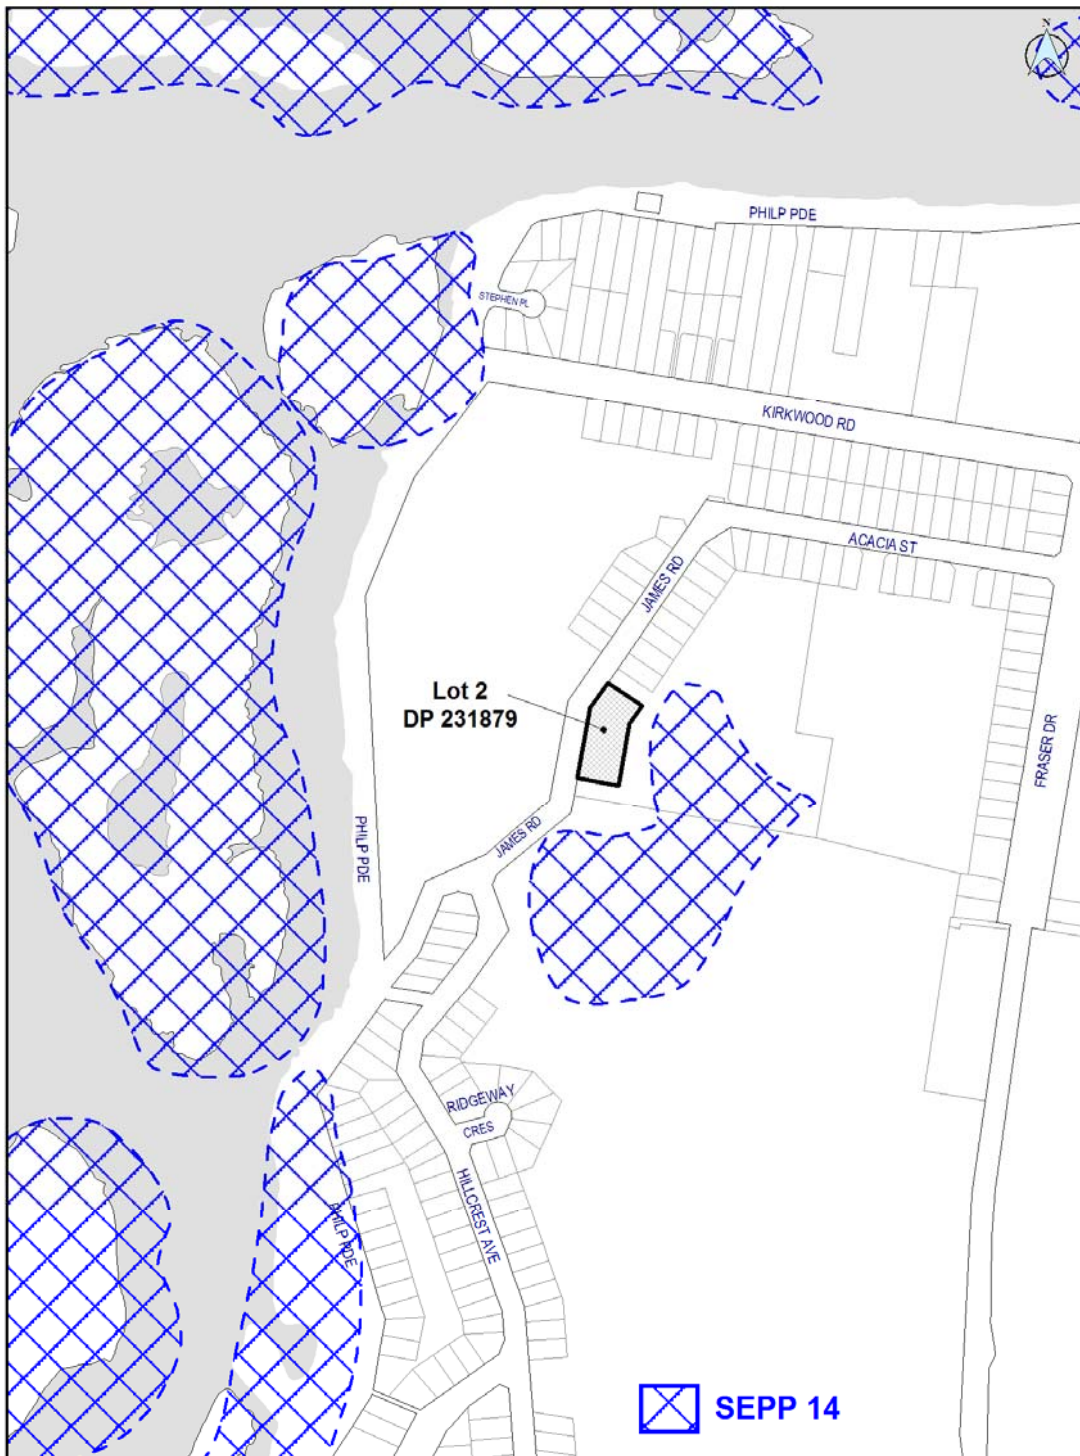 N
PHILP PDE
STEPHEN PL
KIRKWOOD RD
ACACIA ST
JAMES RD
Lot 2
DP 231879
FRASER DR
JAMES RD
PHILP PDE
RIDGEWAY
CRES
HILLCREST AVE
PHILP PDE
SEPP 14